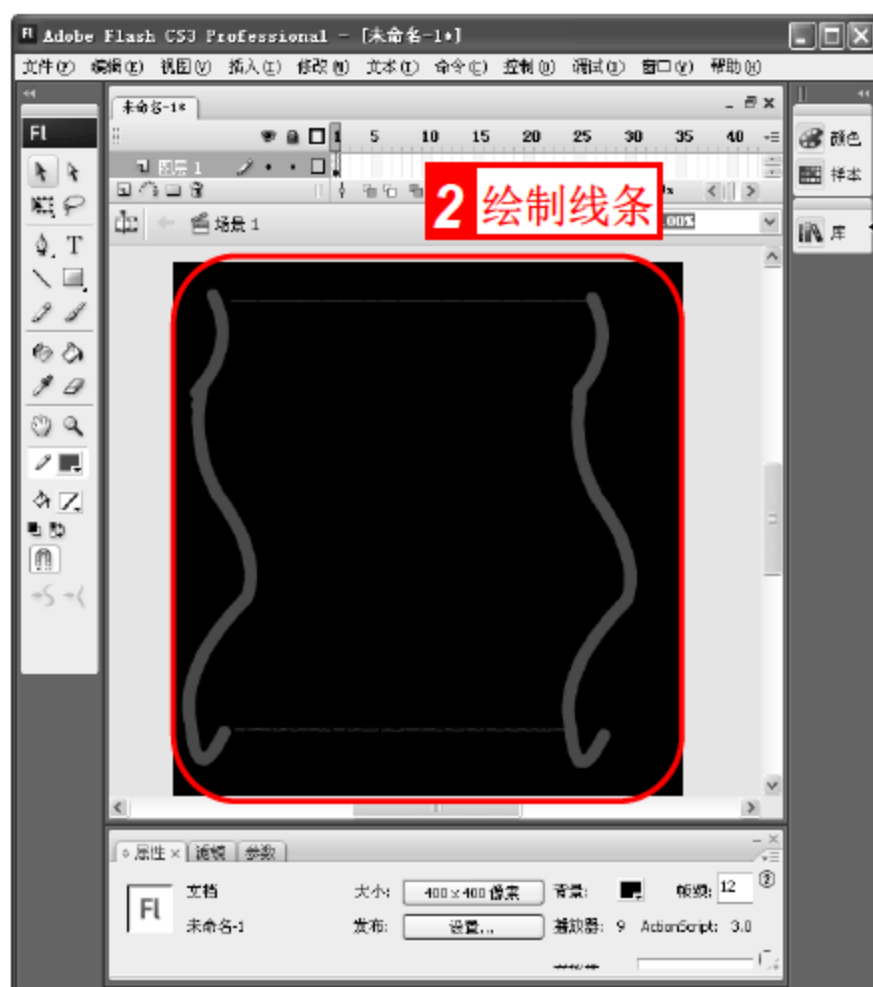 Adobe Flash CS3 Professional - [未命名-1*]
文件(F) 编辑(E) 视图(V) 插入(I) 修改(M) 文本(T) 命令(C) 控制(O) 调试(D) 窗口(W) 帮助(H)
未命名-1*
Fl
1 5 10 15 20 25 30 35 40
图层 1
颜色
样本
库
2 绘制线条
场景 1
100%
T
属性 × 滤镜 参数
文档 大小: 400 x 400 像素 背景: 帧频: 12
Fl
未命名-1 发布: 设置... 播放器: 9 ActionScript: 3.0